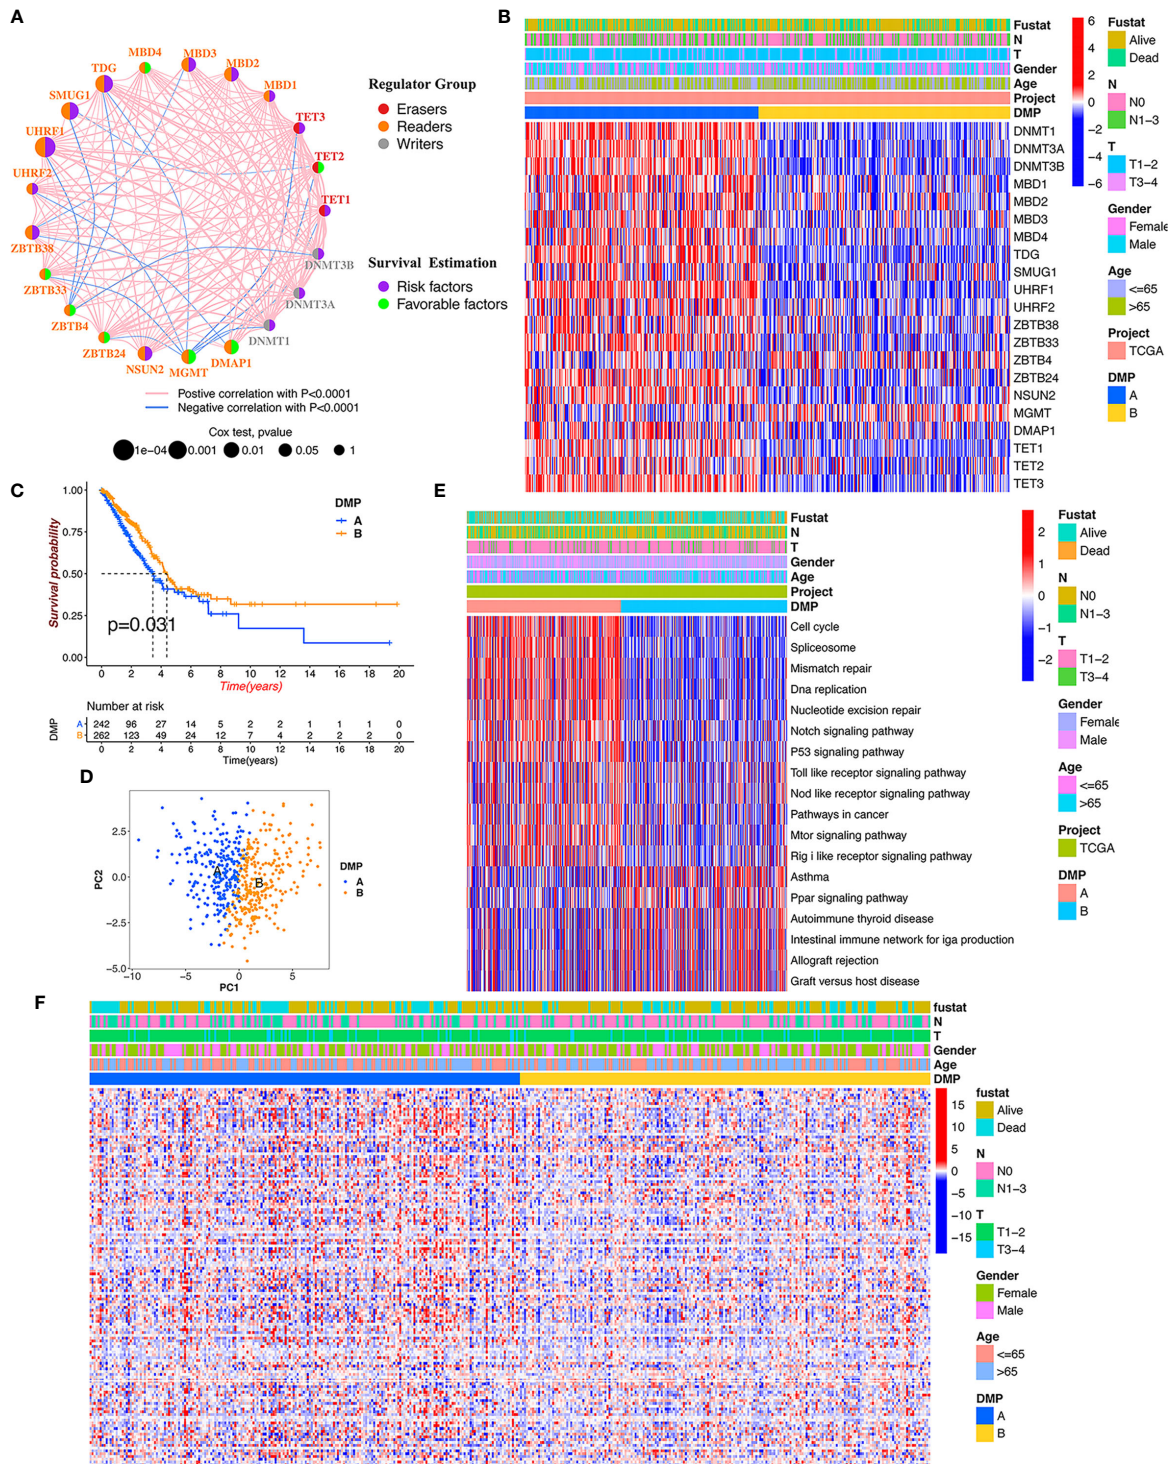 A
MBD4
MBD3
MBD2
MBD1
TDG
SMUG1
UHRF1
UHRF2
ZBTB38
ZBTB33
ZBTB4
ZBTB24
NSUN2
MGMT
DMAP1
DNMT1
DNMT3A
DNMT3B
TET1
TET2
TET3
Regulator Group
Erasers
Readers
Writers
Survival Estimation
Risk factors
Favorable factors
Postive correlation with P<0.0001
Negative correlation with P<0.0001
Cox test, pvalue
1e-04 0.001 0.01 0.05 1
B
Fustat
N
T
Gender
Age
Project
DMP
DNMT1
DNMT3A
DNMT3B
MBD1
MBD2
MBD3
MBD4
TDG
SMUG1
UHRF1
UHRF2
ZBTB38
ZBTB33
ZBTB4
ZBTB24
NSUN2
MGMT
DMAP1
TET1
TET2
TET3
6
4
2
0
−2
−4
−6
Fustat
Alive
Dead
N
N0
N1−3
T
T1−2
T3−4
Gender
Female
Male
Age
<=65
>65
Project
TCGA
DMP
A
B
C
Survival probability
1.00
0.75
0.50
0.25
0.00
p=0.031
DMP
A
B
0 2 4 6 8 10 12 14 16 18 20
Time(years)
Number at risk
DMP
A 242 96 27 14 5 2 2 1 1 1 0
B 262 123 49 24 12 7 4 2 2 2 0
0 2 4 6 8 10 12 14 16 18 20
Time(years)
D
PC2
2.5
0.0
−2.5
−5.0
A
B
−10 −5 0 5
PC1
DMP
A
B
E
Fustat
N
T
Gender
Age
Project
DMP
Cell cycle
Spliceosome
Mismatch repair
Dna replication
Nucleotide excision repair
Notch signaling pathway
P53 signaling pathway
Toll like receptor signaling pathway
Nod like receptor signaling pathway
Pathways in cancer
Mtor signaling pathway
Rig i like receptor signaling pathway
Asthma
Ppar signaling pathway
Autoimmune thyroid disease
Intestinal immune network for iga production
Allograft rejection
Graft versus host disease
2
1
0
−1
−2
Fustat
Alive
Dead
N
N0
N1−3
T
T1−2
T3−4
Gender
Female
Male
Age
<=65
>65
Project
TCGA
DMP
A
B
F
fustat
N
T
Gender
Age
DMP
15
10
5
0
−5
−10
−15
fustat
Alive
Dead
N
N0
N1−3
T
T1−2
T3−4
Gender
Female
Male
Age
<=65
>65
DMP
A
B